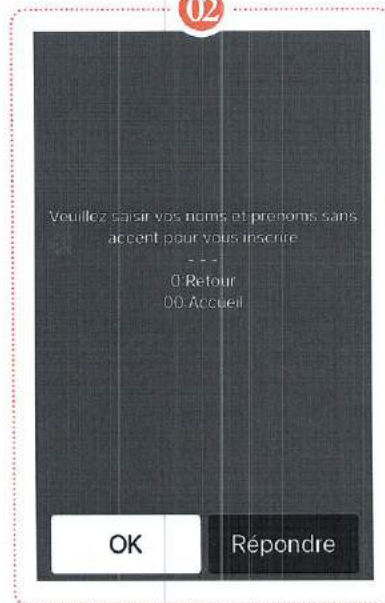 02
Veuillez saisir vos noms et prenoms sans
accent pour vous inscrire
- - -
0:Retour
00:Accueil
OK
Répondre